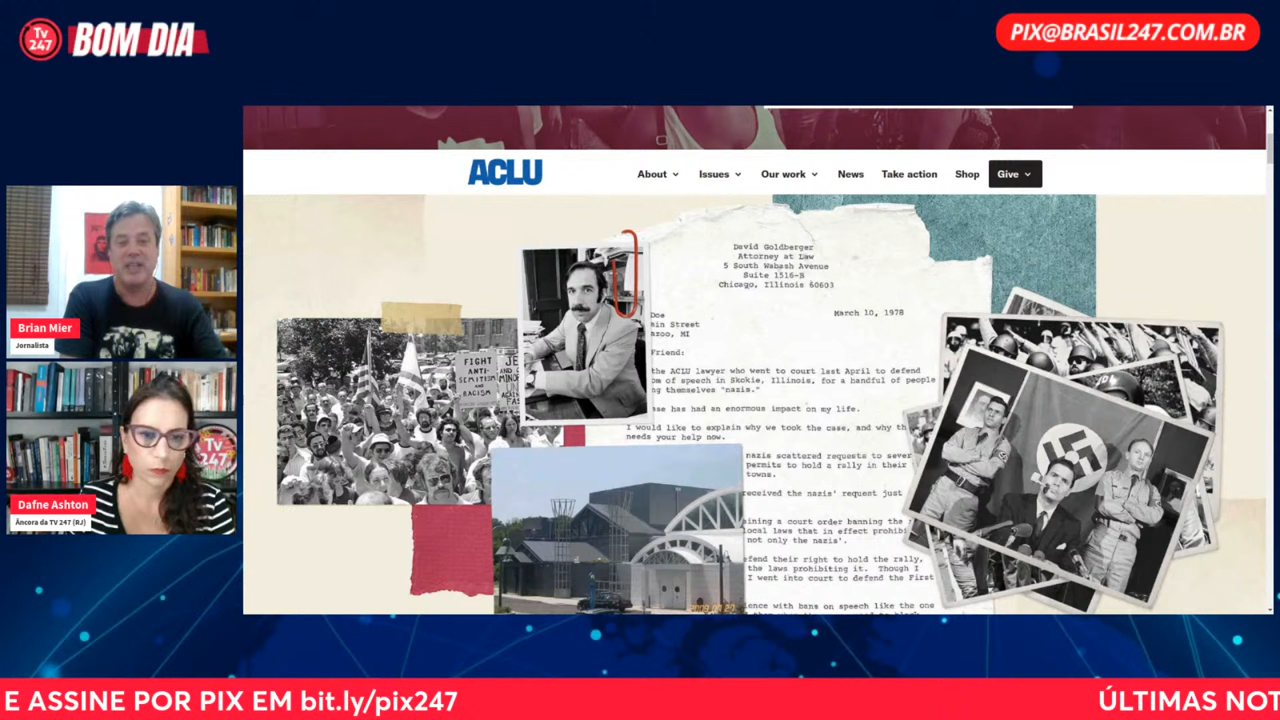 Tv
247
BOM DIA
PIX@BRASIL247.COM.BR
ACLU
About
Issues
Our work
News
Take action
Shop
Give
David Goldberger
Attorney at Law
5 South Wabash Avenue
Suite 1516-B
Chicago, Illinois 60603
March 10, 1978
Doe
ain Street
azoo, MI
Friend:
the ACLU lawyer who went to court last April to defend
om of speech in Skokie, Illinois, for a handful of people
ng themselves "nazis."
ase has had an enormous impact on my life.
I would like to explain why we took the case, and why th
needs your help now.
nazis scattered requests to sever
permits to hold a rally in their
towns.
received the nazis' request just
aining a court order banning the
local laws that in effect prohibi
not only the nazis'.
efend their right to hold the rally,
the laws prohibiting it. Though I
I went into court to defend the First
ience with bans on speech like the one
FIGHT
ANTI-
SEMITISM
AND
RACISM
Brian Mier
Jornalista
Tv
247
Dafne Ashton
Âncora da TV 247 (RJ)
E ASSINE POR PIX EM bit.ly/pix247
ÚLTIMAS NOT